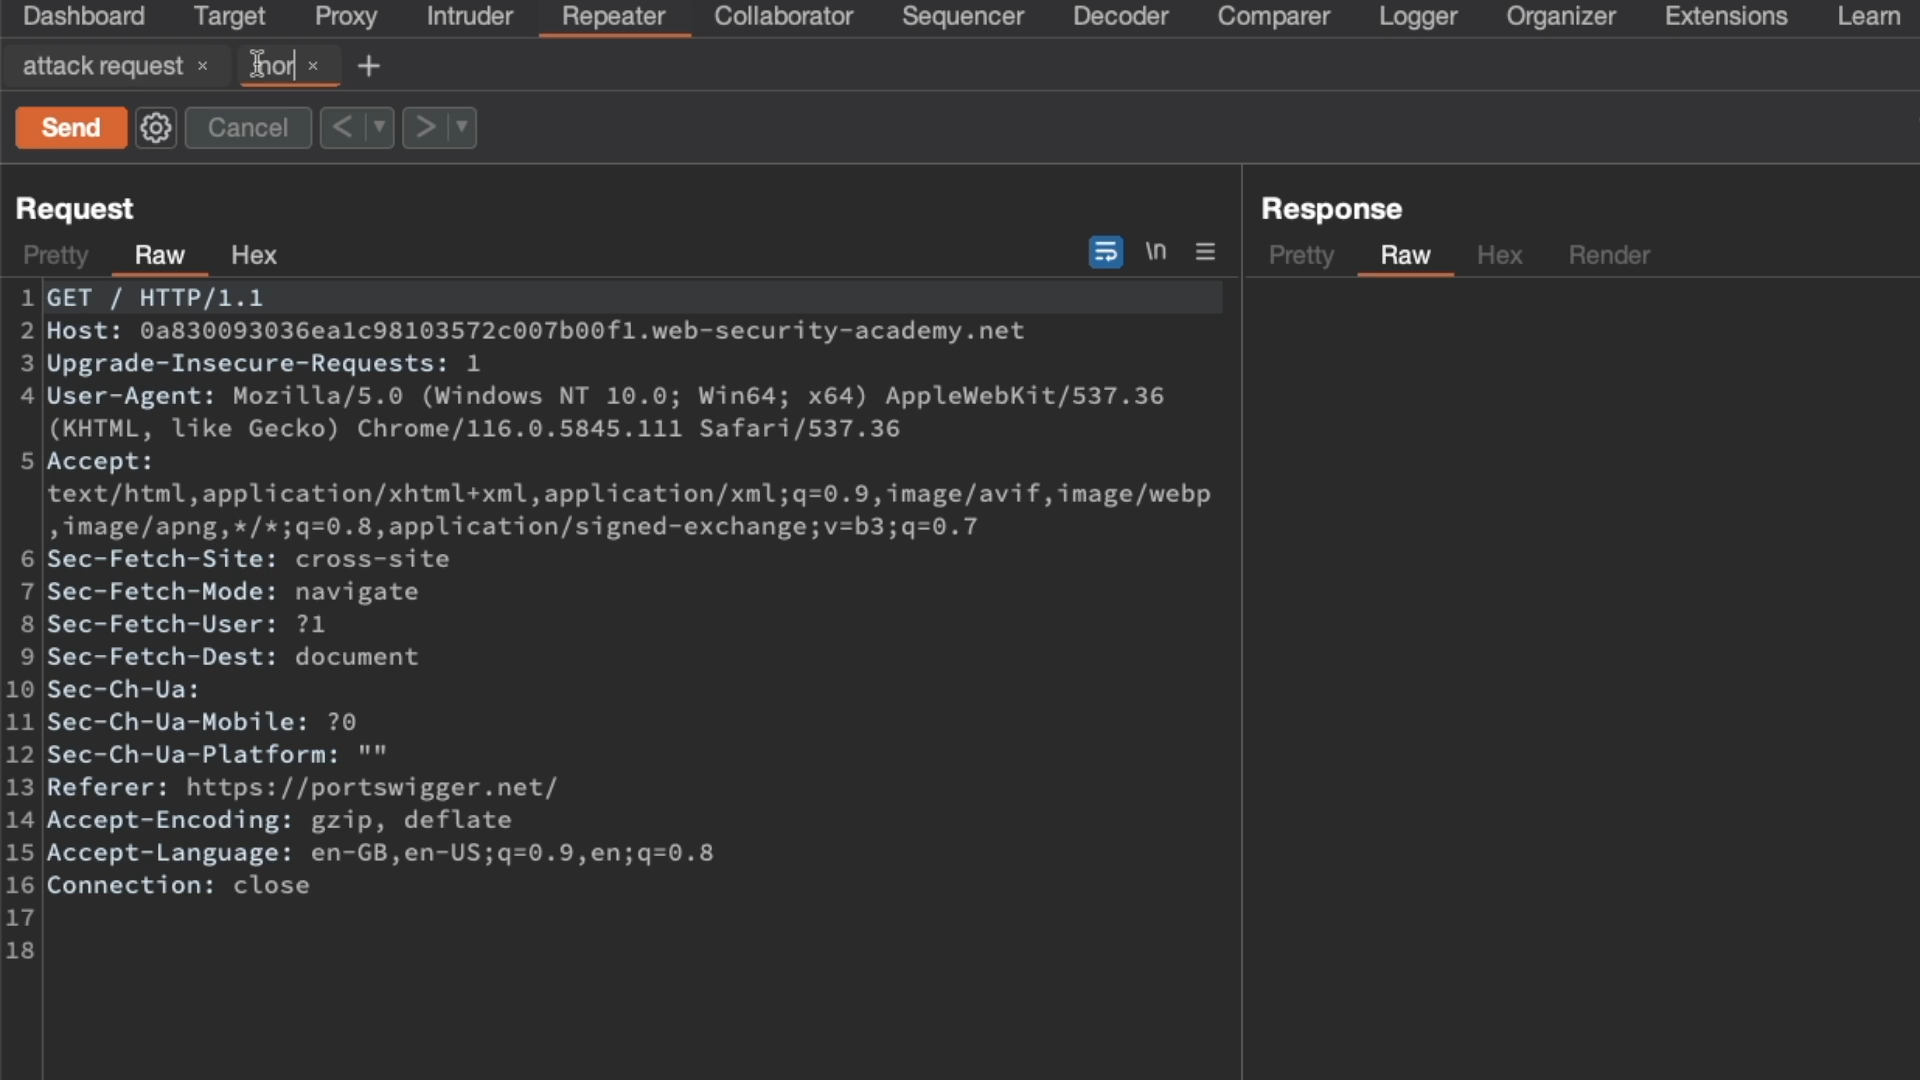 Dashboard Target Proxy Intruder Repeater Collaborator Sequencer Decoder Comparer Logger Organizer Extensions Learn
attack request × nor × +
Send Cancel < >
Request
Pretty Raw Hex \n
1 GET / HTTP/1.1
2 Host: 0a830093036ea1c98103572c007b00f1.web-security-academy.net
3 Upgrade-Insecure-Requests: 1
4 User-Agent: Mozilla/5.0 (Windows NT 10.0; Win64; x64) AppleWebKit/537.36
(KHTML, like Gecko) Chrome/116.0.5845.111 Safari/537.36
5 Accept:
text/html,application/xhtml+xml,application/xml;q=0.9,image/avif,image/webp
,image/apng,*/*;q=0.8,application/signed-exchange;v=b3;q=0.7
6 Sec-Fetch-Site: cross-site
7 Sec-Fetch-Mode: navigate
8 Sec-Fetch-User: ?1
9 Sec-Fetch-Dest: document
10 Sec-Ch-Ua:
11 Sec-Ch-Ua-Mobile: ?0
12 Sec-Ch-Ua-Platform: ""
13 Referer: https://portswigger.net/
14 Accept-Encoding: gzip, deflate
15 Accept-Language: en-GB,en-US;q=0.9,en;q=0.8
16 Connection: close
17
18
Response
Pretty Raw Hex Render